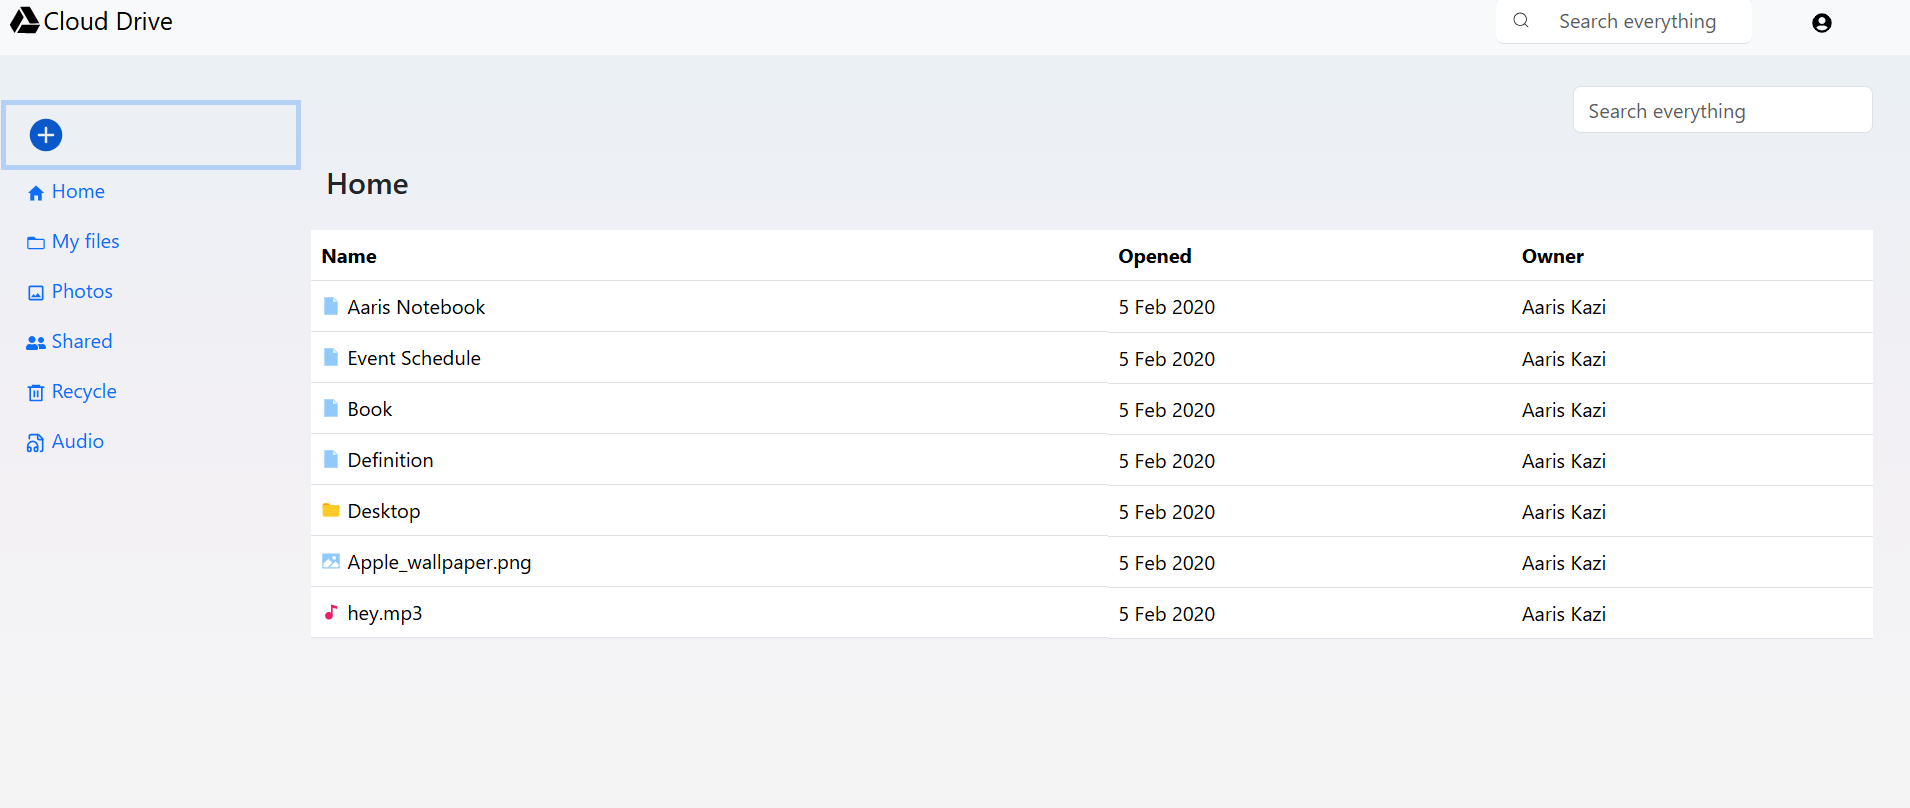 Cloud Drive
Search everything
Search everything
Home
Home
My files
Photos
Shared
Recycle
Audio
Name Opened Owner
Aaris Notebook 5 Feb 2020 Aaris Kazi
Event Schedule 5 Feb 2020 Aaris Kazi
Book 5 Feb 2020 Aaris Kazi
Definition 5 Feb 2020 Aaris Kazi
Desktop 5 Feb 2020 Aaris Kazi
Apple_wallpaper.png 5 Feb 2020 Aaris Kazi
hey.mp3 5 Feb 2020 Aaris Kazi